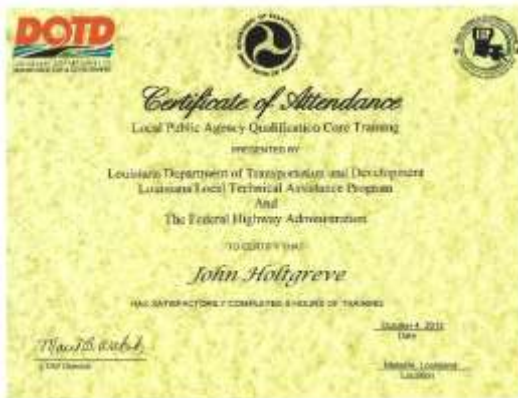 DOTD
Certificate of Attendance
Local Public Agency Qualification Core Training
PRESENTED BY
Louisiana Department of Transportation and Development
Louisiana Local Technical Assistance Program
And
The Federal Highway Administration
TO CERTIFY THAT
John Holtgreve
HAS SATISFACTORILY COMPLETED 8 HOURS OF TRAINING
October 4,
Date
Louisiana
Location